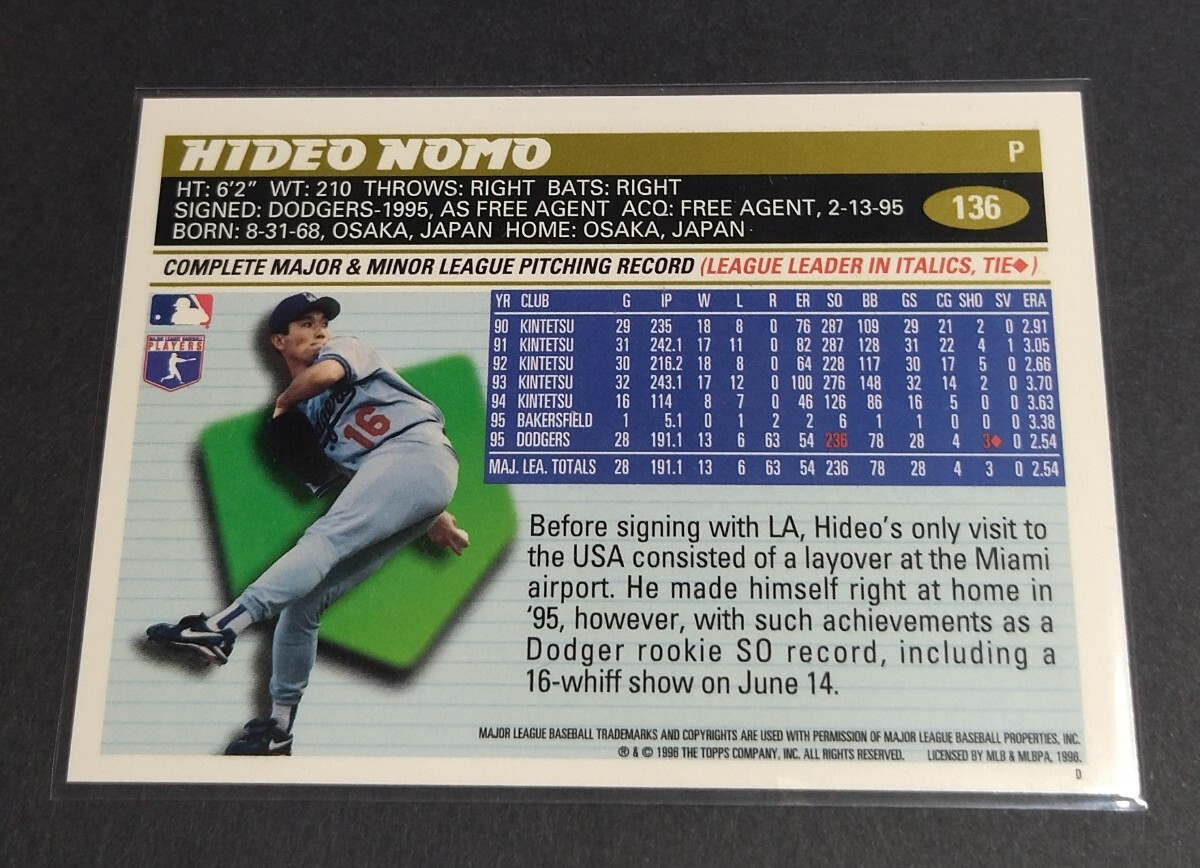 HIDEO NOMO P
HT: 6'2" WT: 210 THROWS: RIGHT BATS: RIGHT
SIGNED: DODGERS-1995, AS FREE AGENT ACQ: FREE AGENT, 2-13-95
136
BORN: 8-31-68, OSAKA, JAPAN HOME: OSAKA, JAPAN
COMPLETE MAJOR & MINOR LEAGUE PITCHING RECORD (LEAGUE LEADER IN ITALICS, TIE♦)
MAJOR LEAGUE BASEBALL
PLAYERS
16
YR CLUB G IP W L R ER SO BB GS CG SHO SV ERA
90 KINTETSU 29 235 18 8 0 76 287 109 29 21 2 0 2.91
91 KINTETSU 31 242.1 17 11 0 82 287 128 31 22 4 1 3.05
92 KINTETSU 30 216.2 18 8 0 64 228 117 30 17 5 0 2.66
93 KINTETSU 32 243.1 17 12 0 100 276 148 32 14 2 0 3.70
94 KINTETSU 16 114 8 7 0 46 126 86 16 5 0 0 3.63
95 BAKERSFIELD 1 5.1 0 1 2 2 6 1 1 0 0 0 3.38
95 DODGERS 28 191.1 13 6 63 54 236 78 28 4 3♦ 0 2.54
MAJ. LEA. TOTALS 28 191.1 13 6 63 54 236 78 28 4 3 0 2.54
Before signing with LA, Hideo's only visit to
the USA consisted of a layover at the Miami
airport. He made himself right at home in
'95, however, with such achievements as a
Dodger rookie SO record, including a
16-whiff show on June 14.
MAJOR LEAGUE BASEBALL TRADEMARKS AND COPYRIGHTS ARE USED WITH PERMISSION OF MAJOR LEAGUE BASEBALL PROPERTIES, INC.
® & © 1996 THE TOPPS COMPANY, INC. ALL RIGHTS RESERVED. LICENSED BY MLB & MLBPA, 1996.
0